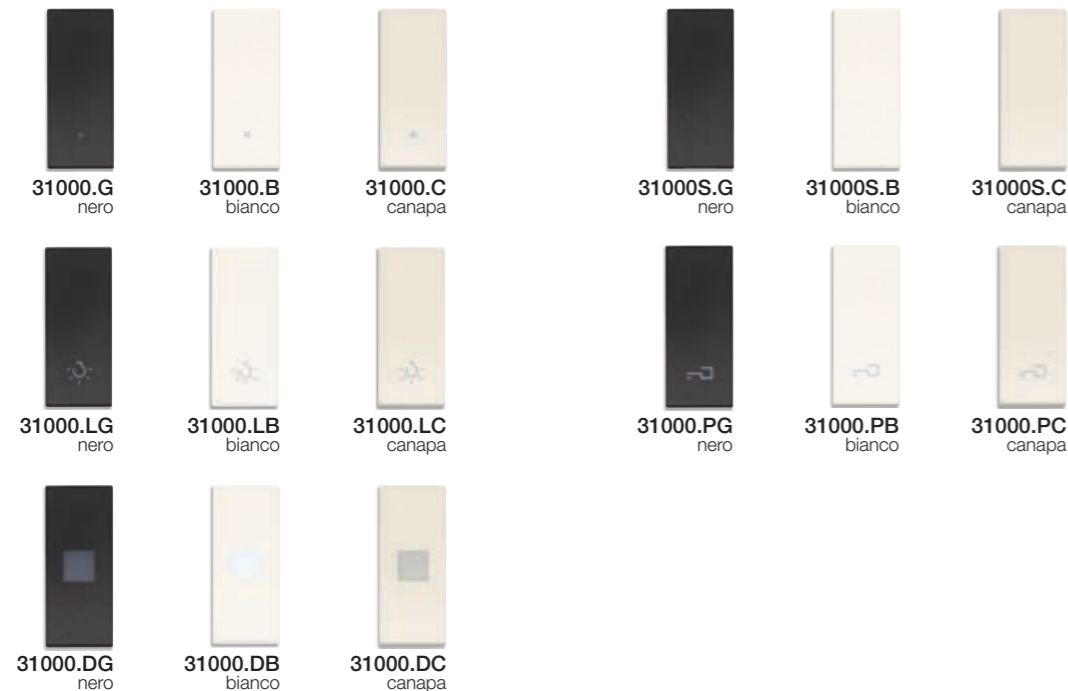 31000.G
nero
31000.B
bianco
31000.C
canapa
31000S.G
nero
31000S.B
bianco
31000S.C
canapa
31000.LG
nero
31000.LB
bianco
31000.LC
canapa
31000.PG
nero
31000.PB
bianco
31000.PC
canapa
31000.DG
nero
31000.DB
bianco
31000.DC
canapa